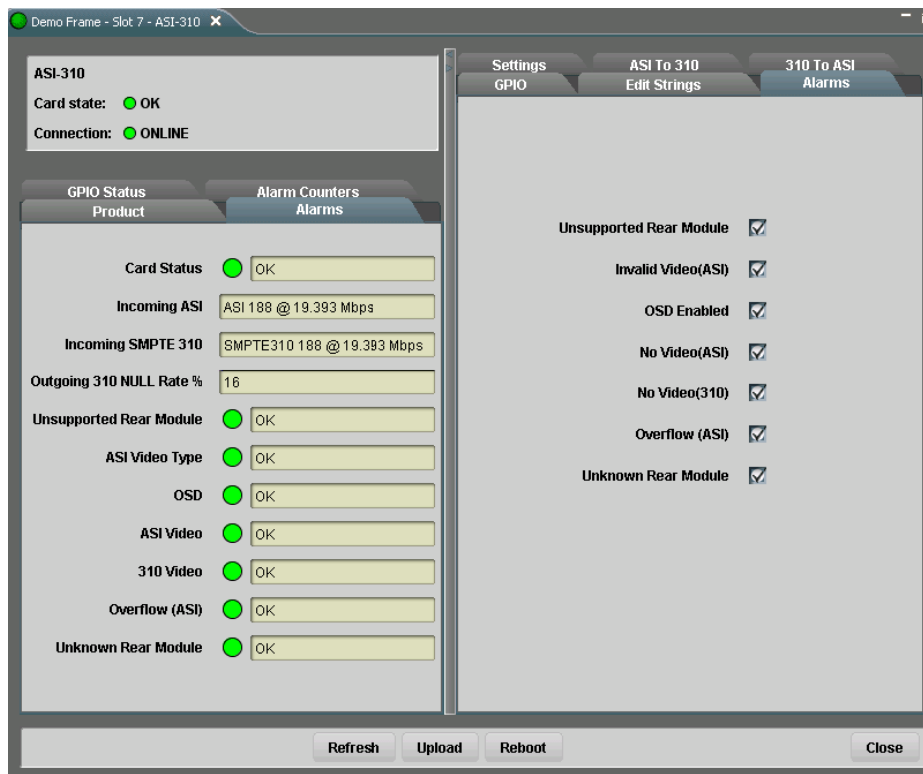 Demo Frame - Slot 7 - ASI-310
ASI-310
Card state: OK
Connection: ONLINE
GPIO Status Alarm Counters
Product Alarms
Card Status OK
Incoming ASI ASI 188 @ 19.393 Mbps
Incoming SMPTE 310 SMPTE310 188 @ 19.393 Mbps
Outgoing 310 NULL Rate % 16
Unsupported Rear Module OK
ASI Video Type OK
OSD OK
ASI Video OK
310 Video OK
Overflow (ASI) OK
Unknown Rear Module OK
Settings ASI To 310 310 To ASI
GPIO Edit Strings Alarms
Unsupported Rear Module
Invalid Video(ASI)
OSD Enabled
No Video(ASI)
No Video(310)
Overflow (ASI)
Unknown Rear Module
Refresh Upload Reboot Close